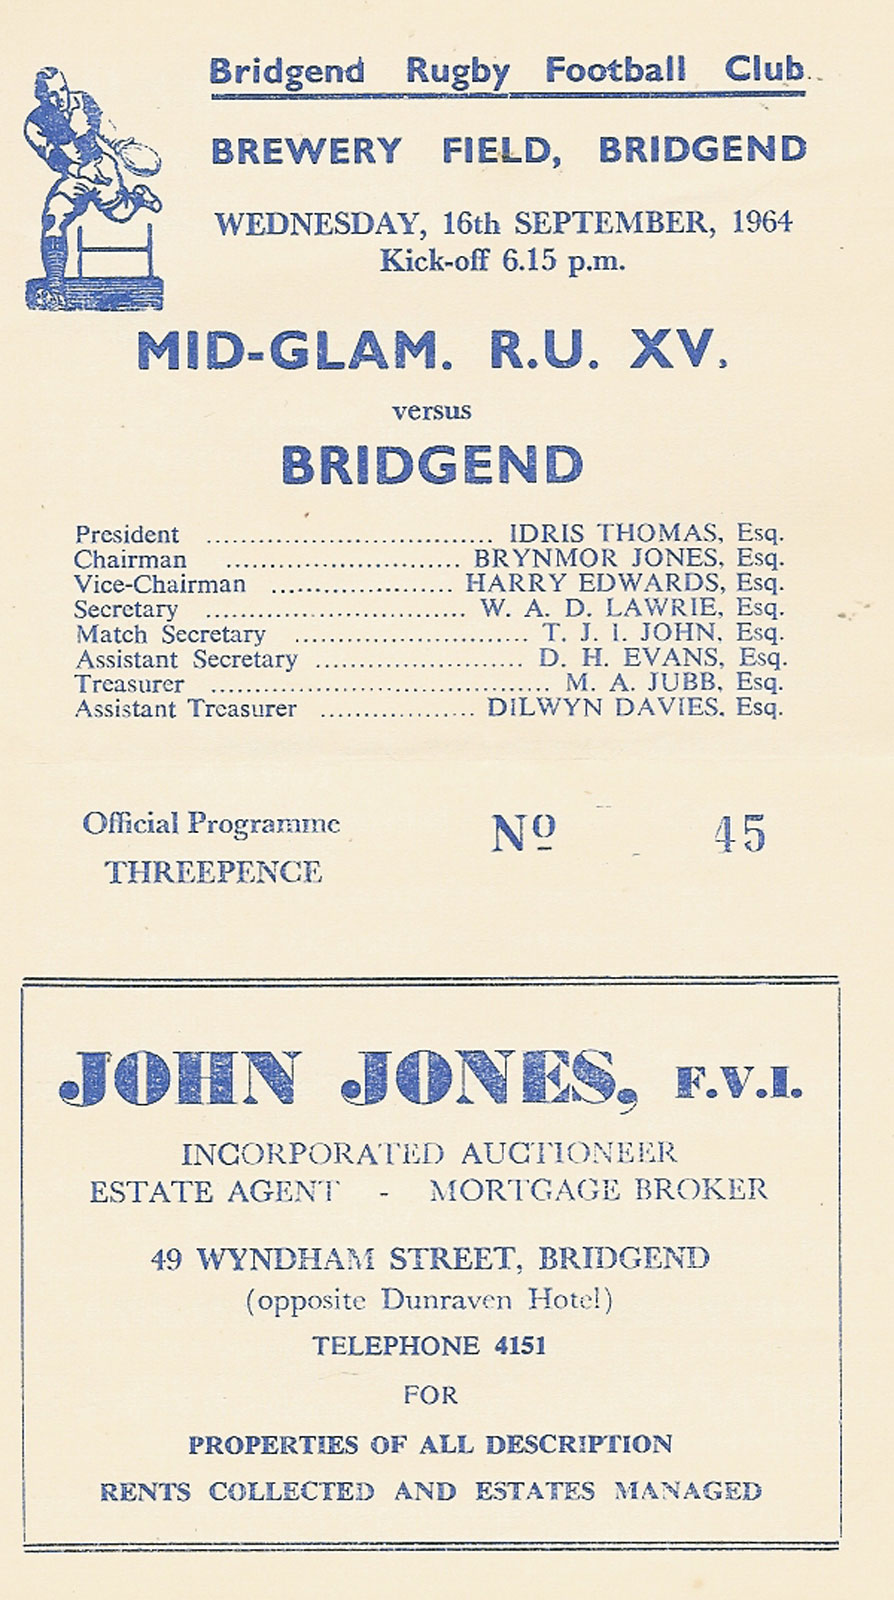 Bridgend Rugby Football Club
BREWERY FIELD, BRIDGEND
WEDNESDAY, 16th SEPTEMBER, 1964
Kick-off 6.15 p.m.
MID-GLAM. R.U. XV.
versus
BRIDGEND
President ................................. IDRIS THOMAS, Esq.
Chairman ........................... BRYNMOR JONES, Esq.
Vice-Chairman ..................... HARRY EDWARDS, Esq.
Secretary .............................. W. A. D. LAWRIE, Esq.
Match Secretary ........................... T. J. I. JOHN, Esq.
Assistant Secretary ........................ D. H. EVANS, Esq.
Treasurer ....................................... M. A. JUBB, Esq.
Assistant Treasurer .................. DILWYN DAVIES, Esq.
Official Programme
THREEPENCE
Nº 45
JOHN JONES, F.V.I.
INCORPORATED AUCTIONEER
ESTATE AGENT - MORTGAGE BROKER
49 WYNDHAM STREET, BRIDGEND
(opposite Dunraven Hotel)
TELEPHONE 4151
FOR
PROPERTIES OF ALL DESCRIPTION
RENTS COLLECTED AND ESTATES MANAGED